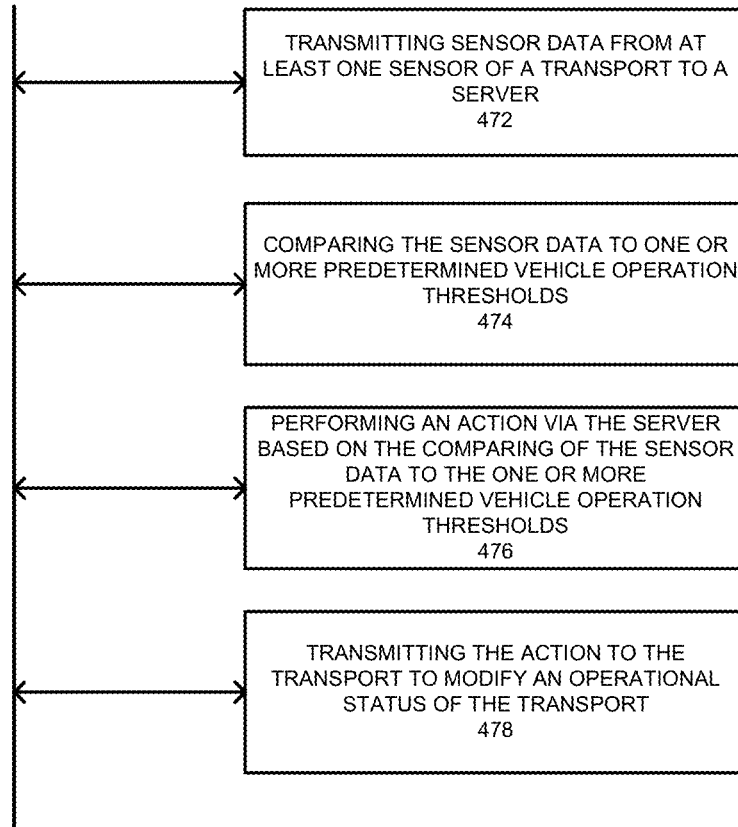 TRANSMITTING SENSOR DATA FROM AT
LEAST ONE SENSOR OF A TRANSPORT TO A
SERVER
472
COMPARING THE SENSOR DATA TO ONE OR
MORE PREDETERMINED VEHICLE OPERATION
THRESHOLDS
474
PERFORMING AN ACTION VIA THE SERVER
BASED ON THE COMPARING OF THE SENSOR
DATA TO THE ONE OR MORE
PREDETERMINED VEHICLE OPERATION
THRESHOLDS
476
TRANSMITTING THE ACTION TO THE
TRANSPORT TO MODIFY AN OPERATIONAL
STATUS OF THE TRANSPORT
478